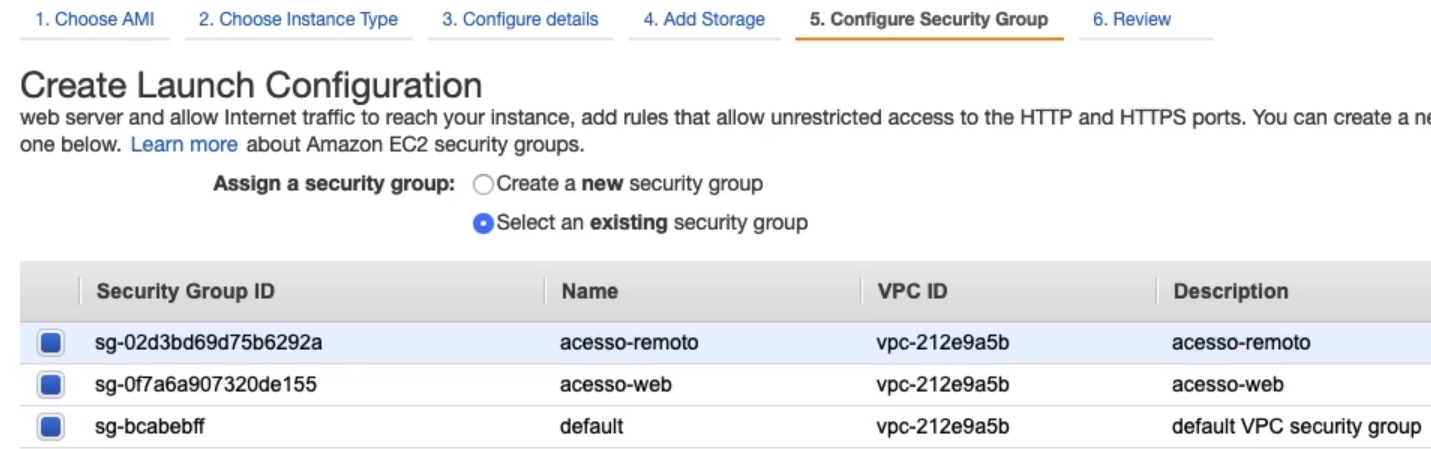 1. Choose AMI 2. Choose Instance Type 3. Configure details 4. Add Storage 5. Configure Security Group 6. Review
Create Launch Configuration
web server and allow Internet traffic to reach your instance, add rules that allow unrestricted access to the HTTP and HTTPS ports. You can create a
one below. Learn more about Amazon EC2 security groups.
Assign a security group: Create a new security group
Select an existing security group
Security Group ID Name VPC ID Description
sg-02d3bd69d75b6292a acesso-remoto vpc-212e9a5b acesso-remoto
sg-0f7a6a907320de155 acesso-web vpc-212e9a5b acesso-web
sg-bcabebff default vpc-212e9a5b default VPC security group